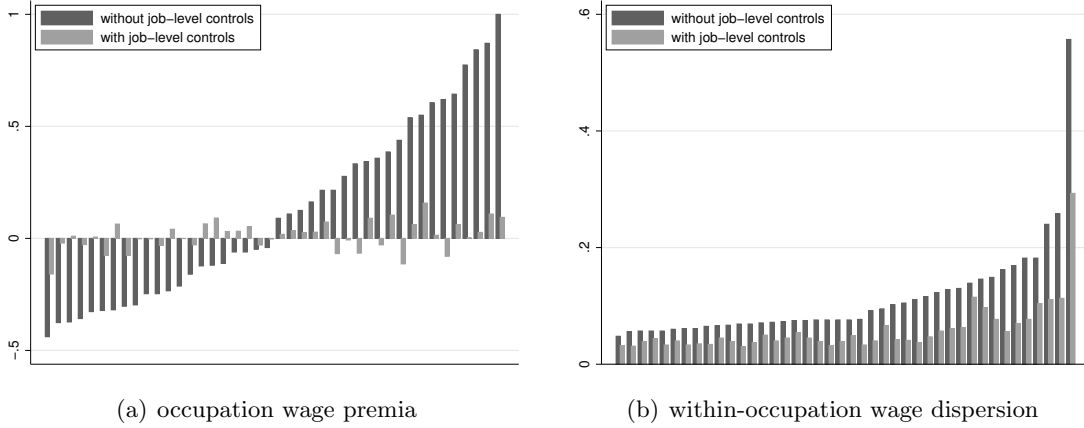 without job-level controls
with job-level controls
1
.5
0
-.5
(a) occupation wage premia
without job-level controls
with job-level controls
.6
.4
.2
0
(b) within-occupation wage dispersion